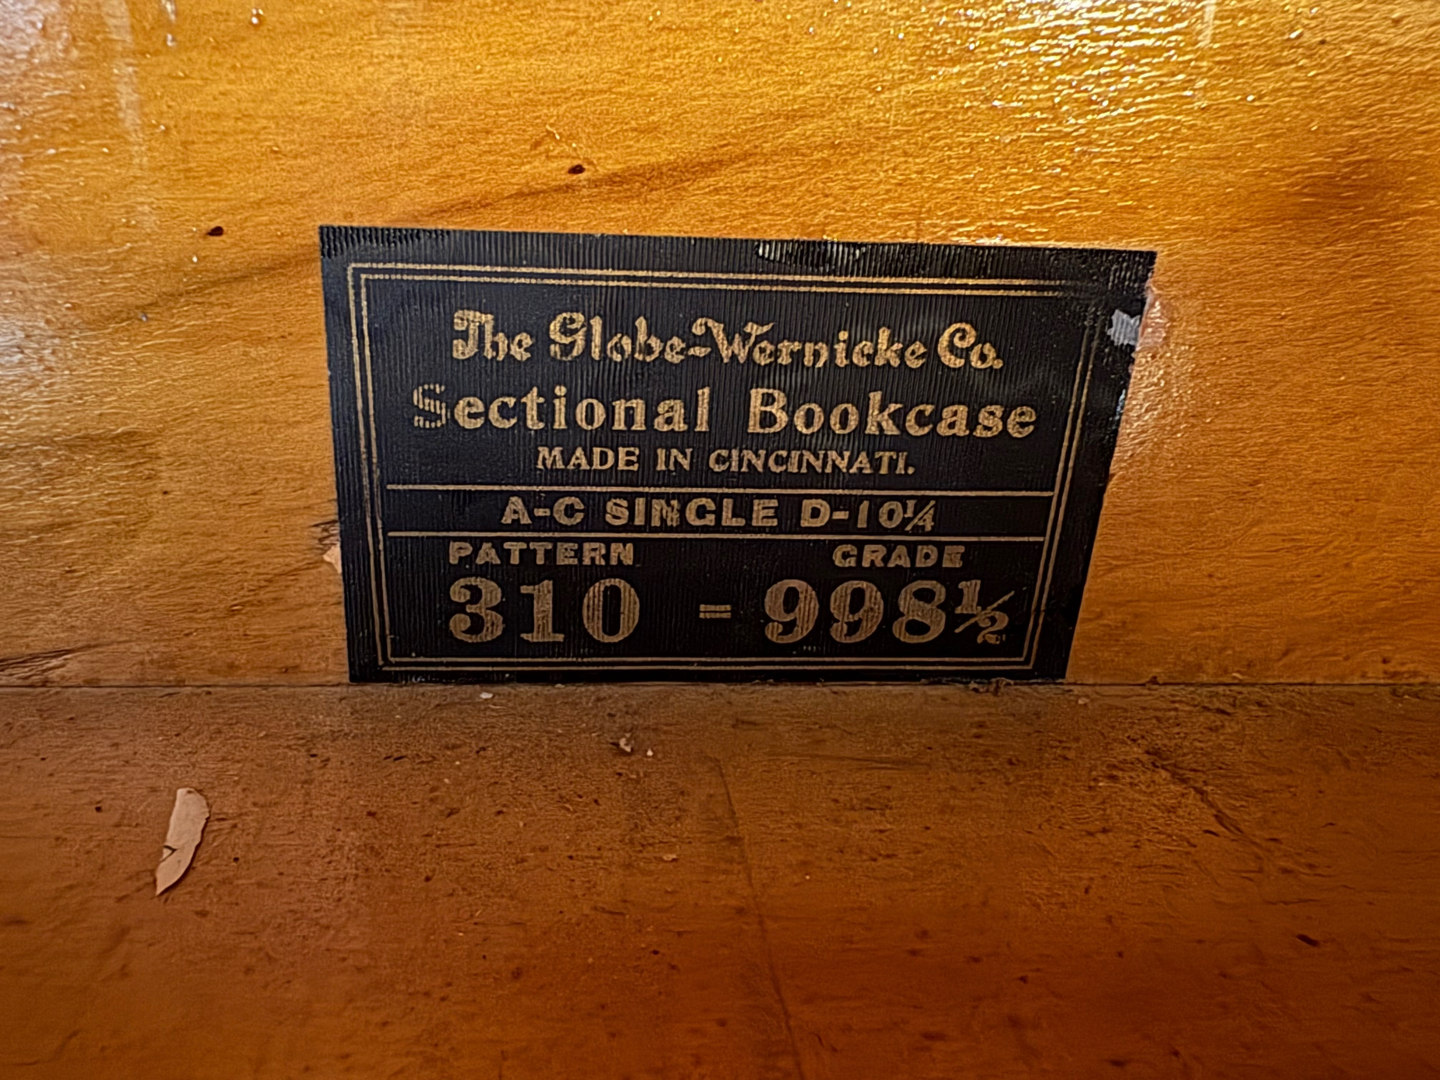 The Globe-Wernicke Co.
Sectional Bookcase
MADE IN CINCINNATI.
A-C SINGLE D-10¼
PATTERN GRADE
310 = 998½